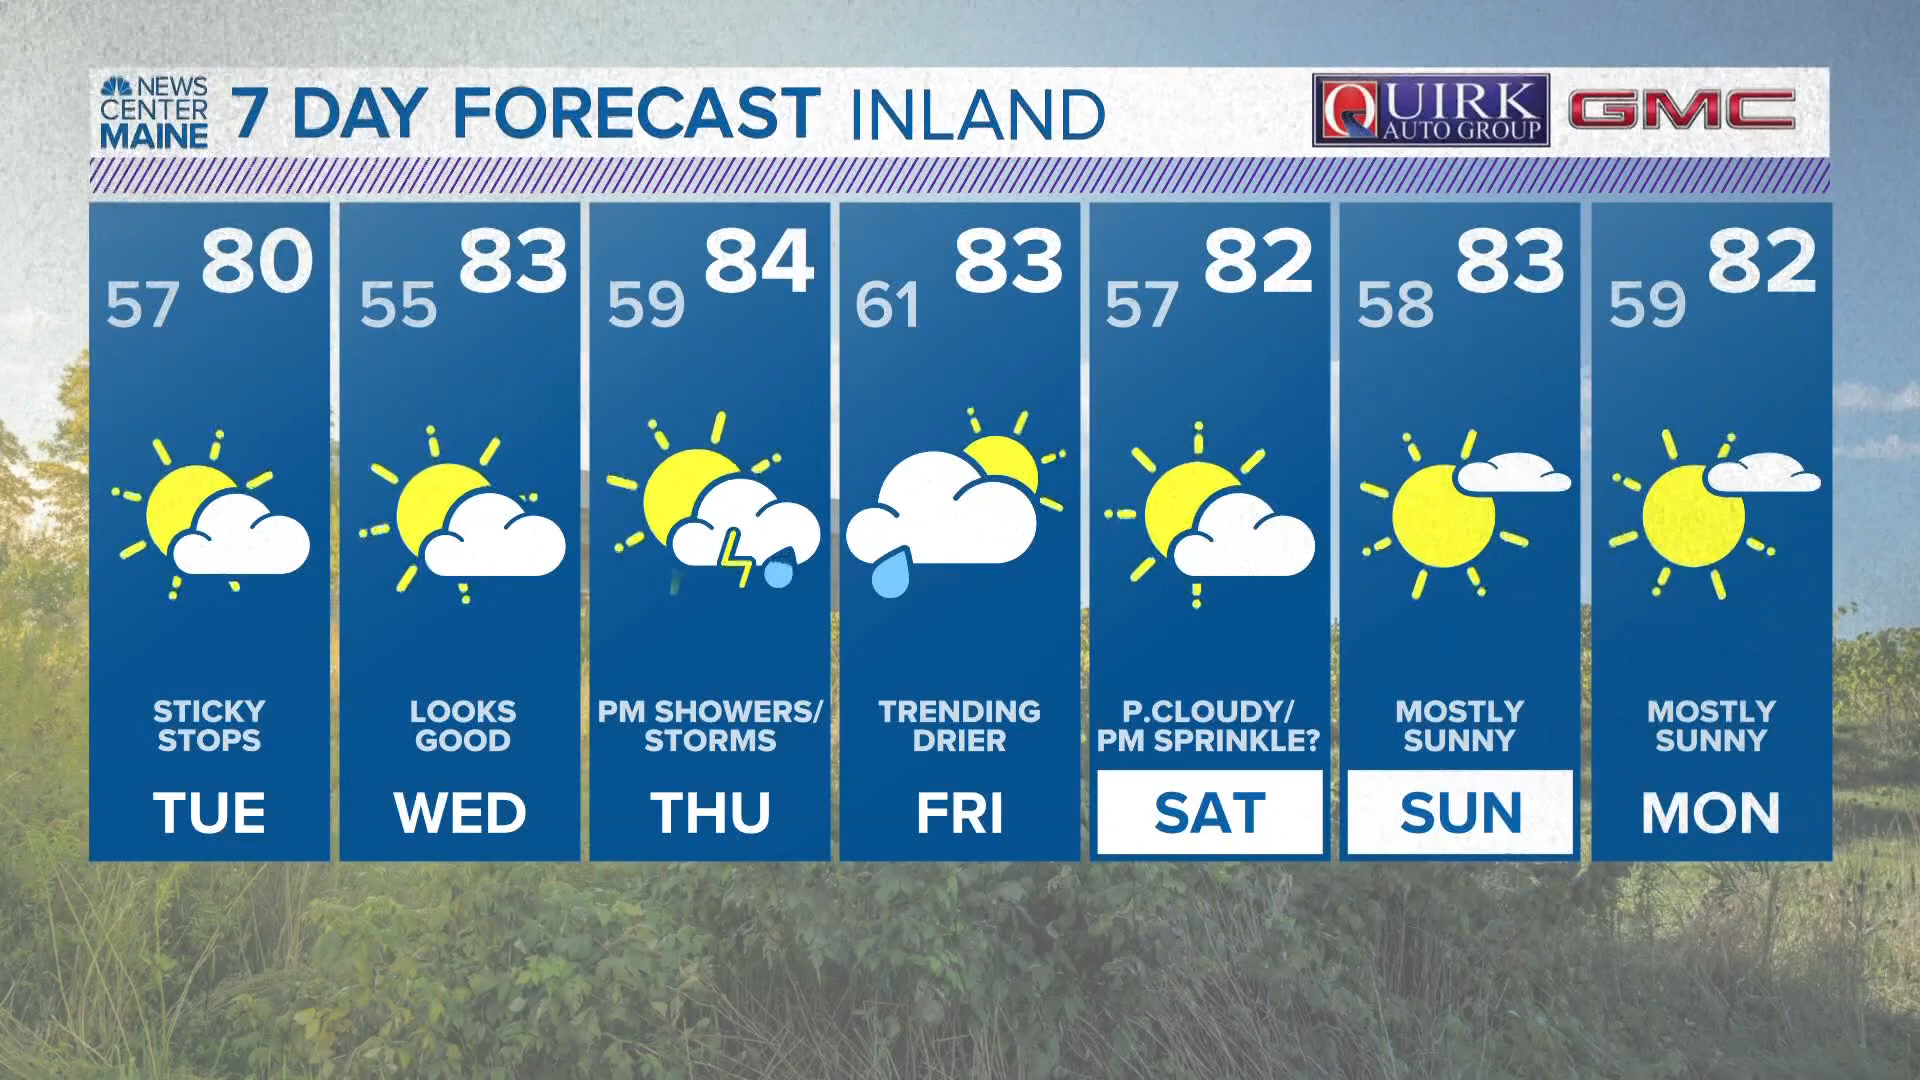 NEWS
CENTER
MAINE
7 DAY FORECAST INLAND
QUIRK
AUTO GROUP
GMC
57 80
55 83
59 84
61 83
57 82
58 83
59 82
STICKY
STOPS
TUE
LOOKS
GOOD
WED
PM SHOWERS/
STORMS
THU
TRENDING
DRIER
FRI
P.CLOUDY/
PM SPRINKLE?
SAT
MOSTLY
SUNNY
SUN
MOSTLY
SUNNY
MON